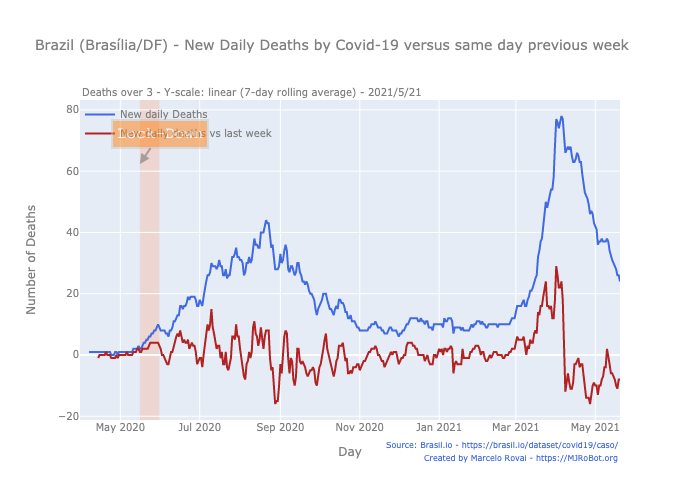 Brazil (Brasília/DF) - New Daily Deaths by Covid-19 versus same day previous week
Deaths over 3 - Y-scale: linear (7-day rolling average) - 2021/5/21
80
60
40
20
0
−20
Number of Deaths
New daily Deaths
New daily deaths vs last week
May 2020
Jul 2020
Sep 2020
Nov 2020
Jan 2021
Mar 2021
May 2021
Day
Source: Brasil.io - https://brasil.io/dataset/covid19/caso/
Created by Marcelo Rovai - https://MJRoBot.org